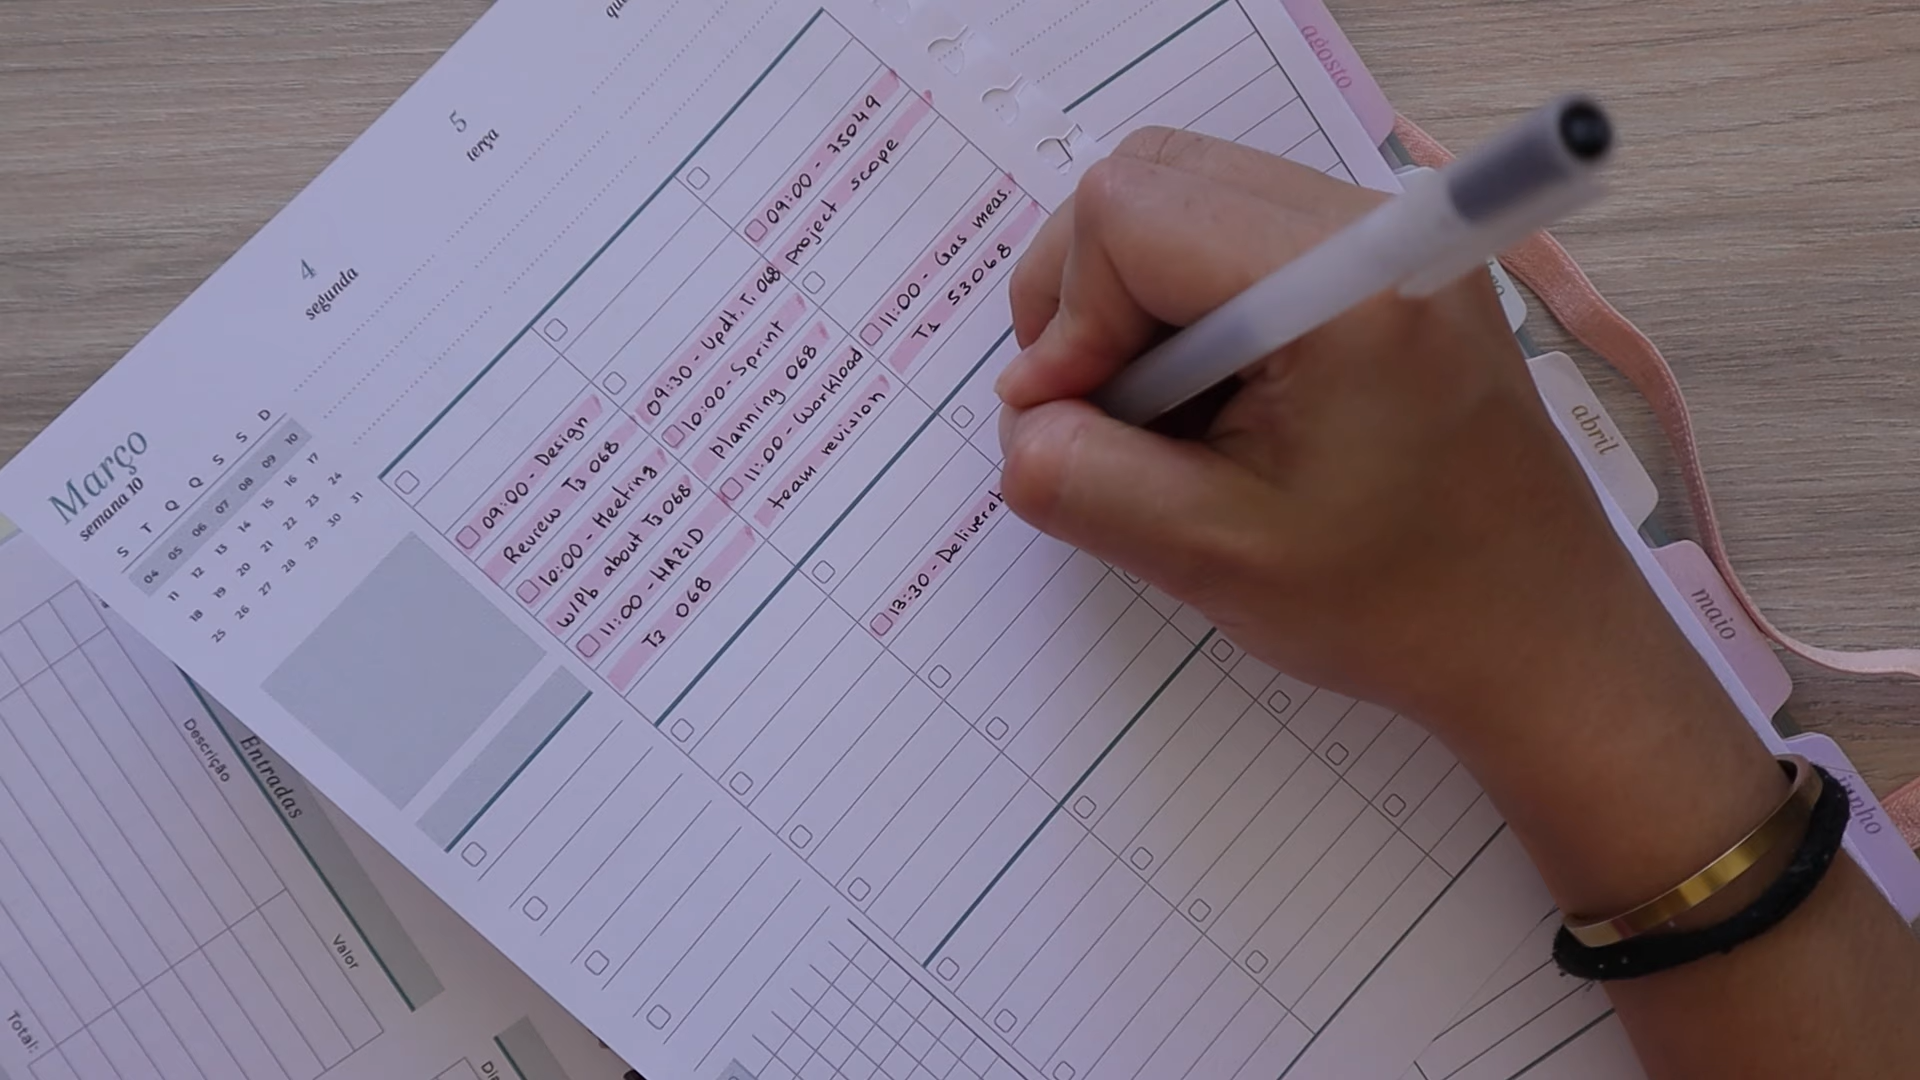 Março
semana 10
S T Q Q S S D
04 05 06 07 08 09 10
11 12 13 14 15 16 17
18 19 20 21 22 23 24
25 26 27 28 29 30 31
4
segunda
5
terça
09:00 - Design
Review T3 068
10:00 - Meeting
w/Pb about T3 068
11:00 - HAZID
T3 068
09:30 - Updt. T. 068
10:00 - Sprint
planning 068
11:00 - Workload
team revision
09:00 - 75049
project scope
11:00 - Gas meas.
T1 53068
13:30 - Deliverab
agosto
abril
maio
junho
Entradas
Descrição
Valor
Total: